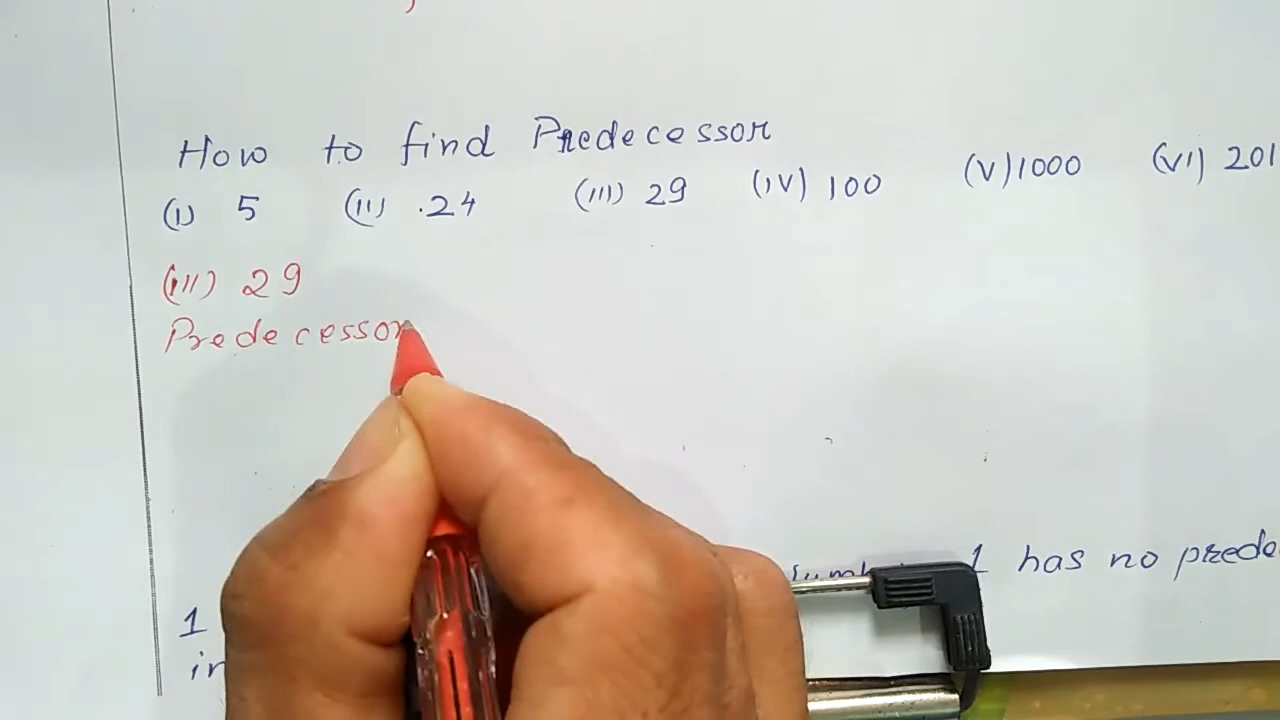 How to find Predecessor
(I) 5 (II) .24 (III) 29 (IV) 100 (V) 1000 (VI) 201
(III) 29
Predecessor
1 has no prede
1
in